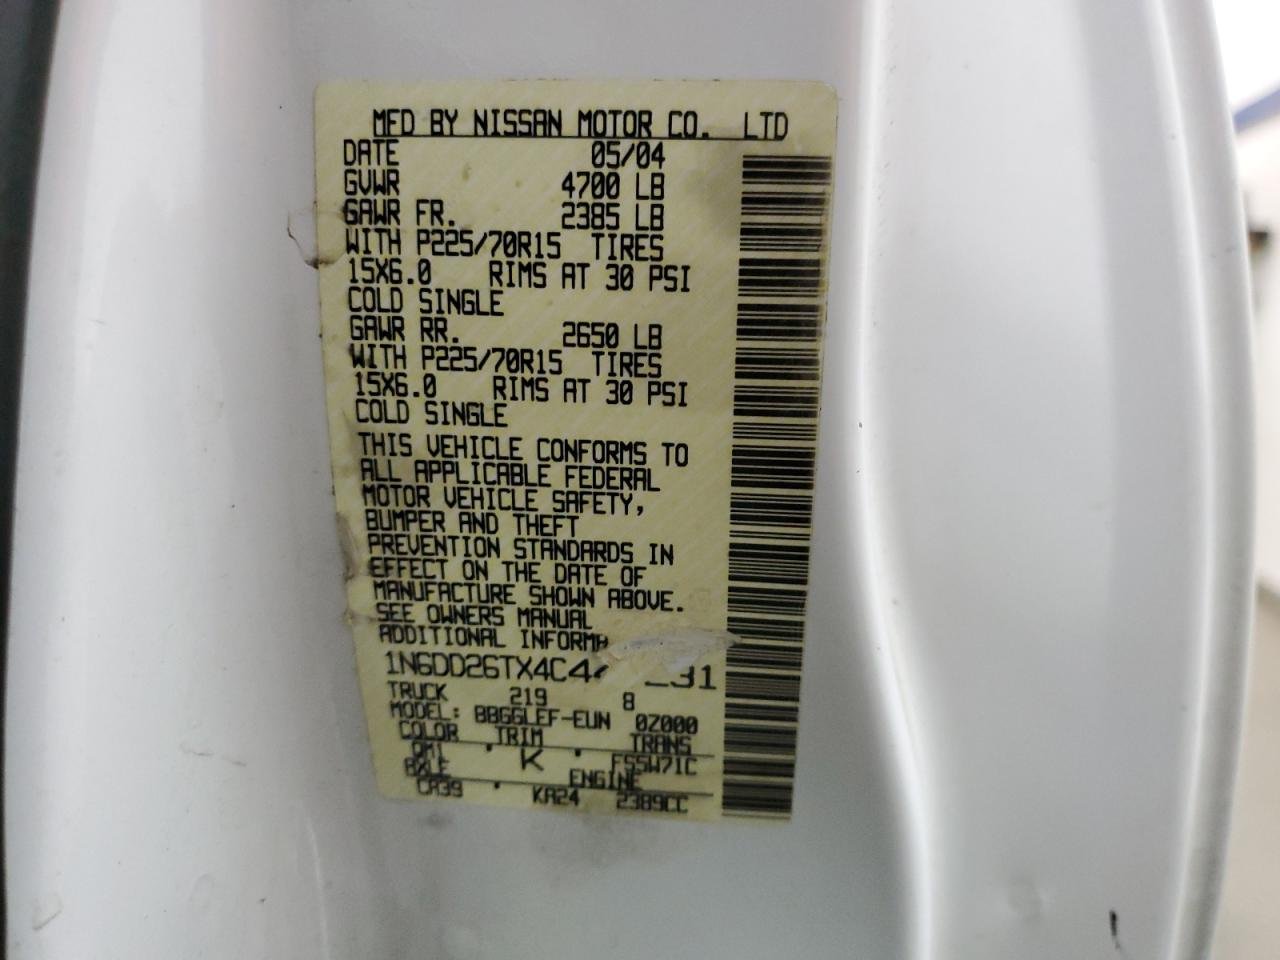 MFD BY NISSAN MOTOR CO. LTD
DATE 05/04
GVWR 4700 LB
GAWR FR. 2385 LB
WITH P225/70R15 TIRES
15X6.0 RIMS AT 30 PSI
COLD SINGLE
GAWR RR. 2650 LB
WITH P225/70R15 TIRES
15X6.0 RIMS AT 30 PSI
COLD SINGLE
THIS VEHICLE CONFORMS TO
ALL APPLICABLE FEDERAL
MOTOR VEHICLE SAFETY,
BUMPER AND THEFT
PREVENTION STANDARDS IN
EFFECT ON THE DATE OF
MANUFACTURE SHOWN ABOVE.
SEE OWNERS MANUAL
ADDITIONAL
TRUCK 219 8
MODEL: BBGGLEF-EUN 0Z000
COLOR TRIM TRANS
QM1 K FS5W71C
AXLE ENGINE
CA39 KA24 2389CC